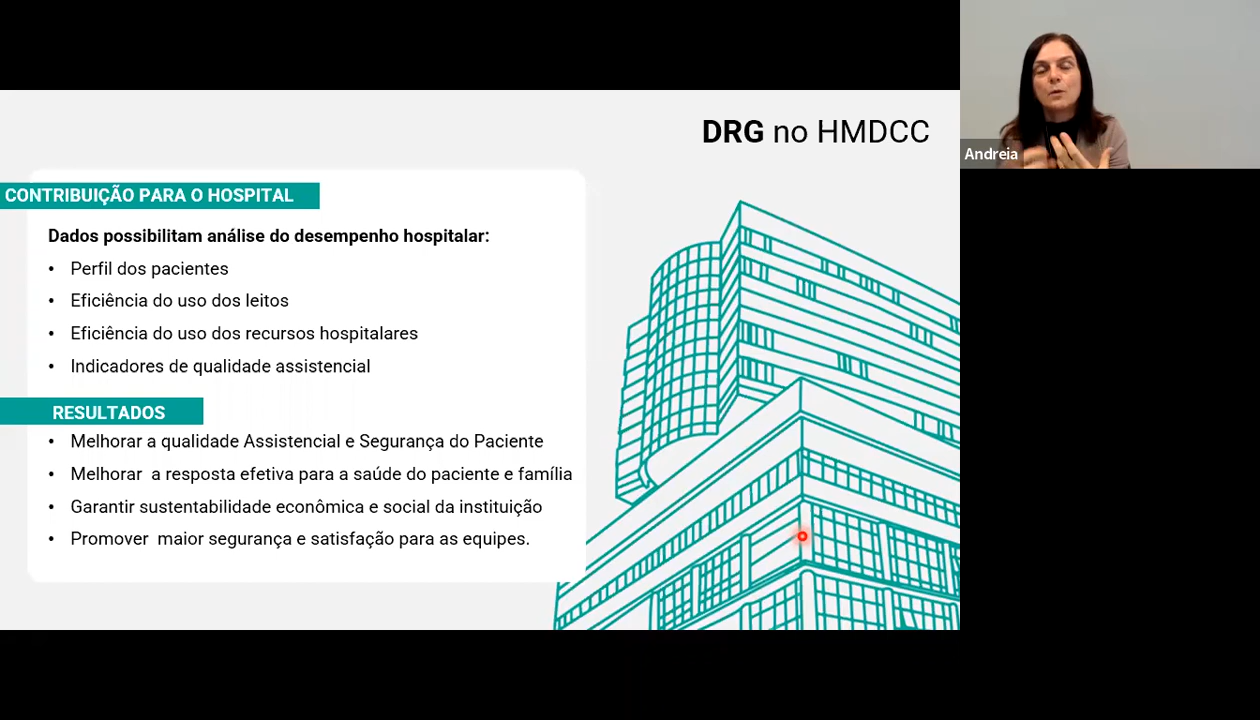 DRG no HMDCC
Andreia
CONTRIBUIÇÃO PARA O HOSPITAL
Dados possibilitam análise do desempenho hospitalar:
• Perfil dos pacientes
• Eficiência do uso dos leitos
• Eficiência do uso dos recursos hospitalares
• Indicadores de qualidade assistencial
RESULTADOS
• Melhorar a qualidade Assistencial e Segurança do Paciente
• Melhorar  a resposta efetiva para a saúde do paciente e família
• Garantir sustentabilidade econômica e social da instituição
• Promover  maior segurança e satisfação para as equipes.